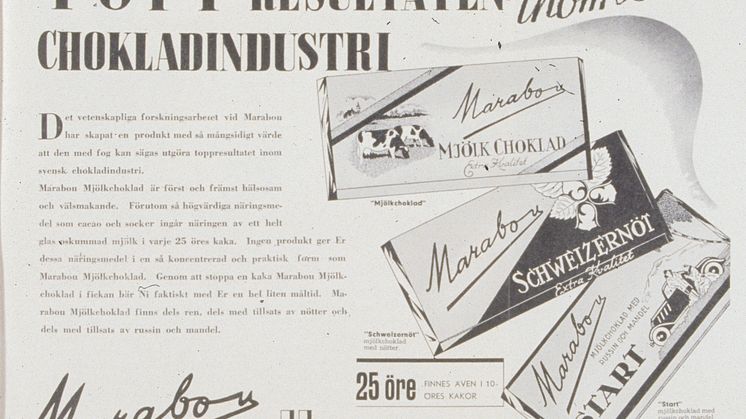 TOPPRESULTATEN inom
CHOKLADINDUSTRI
Det vetenskapliga forskningsarbetet vid Marabou
har skapat en produkt med så mångsidigt värde
att den med fog kan sägas utgöra toppresultatet inom
svensk chokladindustri.
Marabou Mjölkchoklad är först och främst hälsosam
och välsmakande. Förutom så högvärdiga näringsme-
del som cacao och socker ingår näringen av ett helt
glas oskummad mjölk i varje 25 öres kaka. Ingen produkt ger Er
dessa näringsmedel i en så koncentrerad och praktisk form som
Marabou Mjölkchoklad. Genom att stoppa en kaka Marabou Mjölk-
choklad i fickan bär Ni faktiskt med Er en hel liten måltid. Ma-
rabou Mjölkchoklad finns dels ren, dels med tillsats av nötter och
dels med tillsats av russin och mandel.
Marabou
Marabou
MJÖLK CHOKLAD
Extra Kvalitet
"Mjölkchoklad"
Marabou
SCHWEIZERNÖT
Extra Kvalitet
"Schweizernöt"
mjölkchoklad
med nötter.
Marabou
MJÖLKCHOKLAD MED
RUSSIN OCH MANDEL
START
"Start"
mjölkchoklad med
russin och mandel
25 öre
FINNES ÄVEN I 10-
ÖRES KAKOR